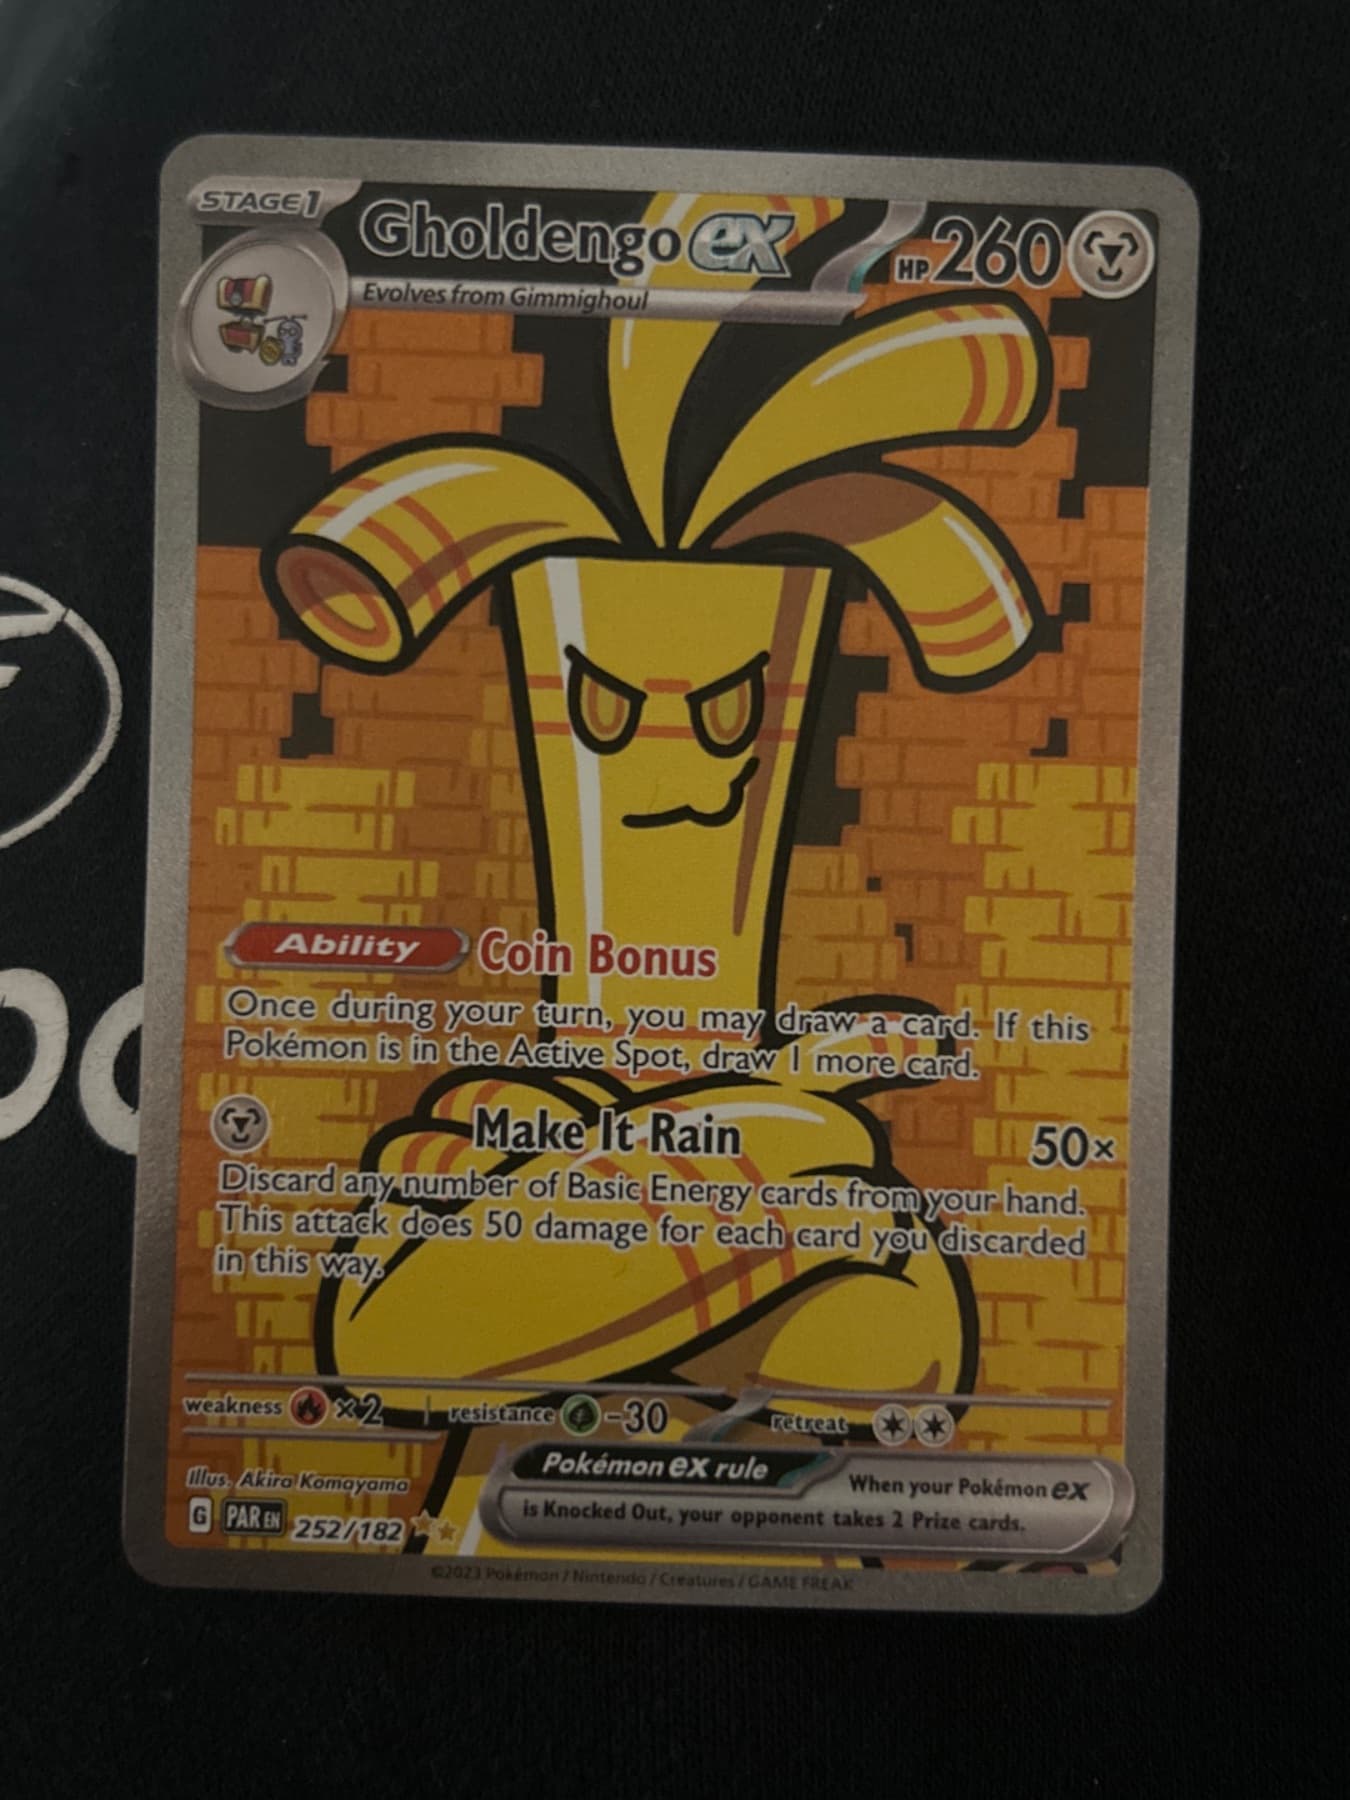 STAGE1
Gholdengo ex
HP 260
Evolves from Gimmighoul
Ability Coin Bonus
Once during your turn, you may draw a card. If this
Pokémon is in the Active Spot, draw 1 more card.
Make It Rain 50×
Discard any number of Basic Energy cards from your hand.
This attack does 50 damage for each card you discarded
in this way.
weakness ×2 resistance -30 retreat
Pokémon ex rule
When your Pokémon ex
is Knocked Out, your opponent takes 2 Prize cards.
Illus. Akira Komayama
G PAR EN 252/182
©2023 Pokémon / Nintendo / Creatures / GAME FREAK